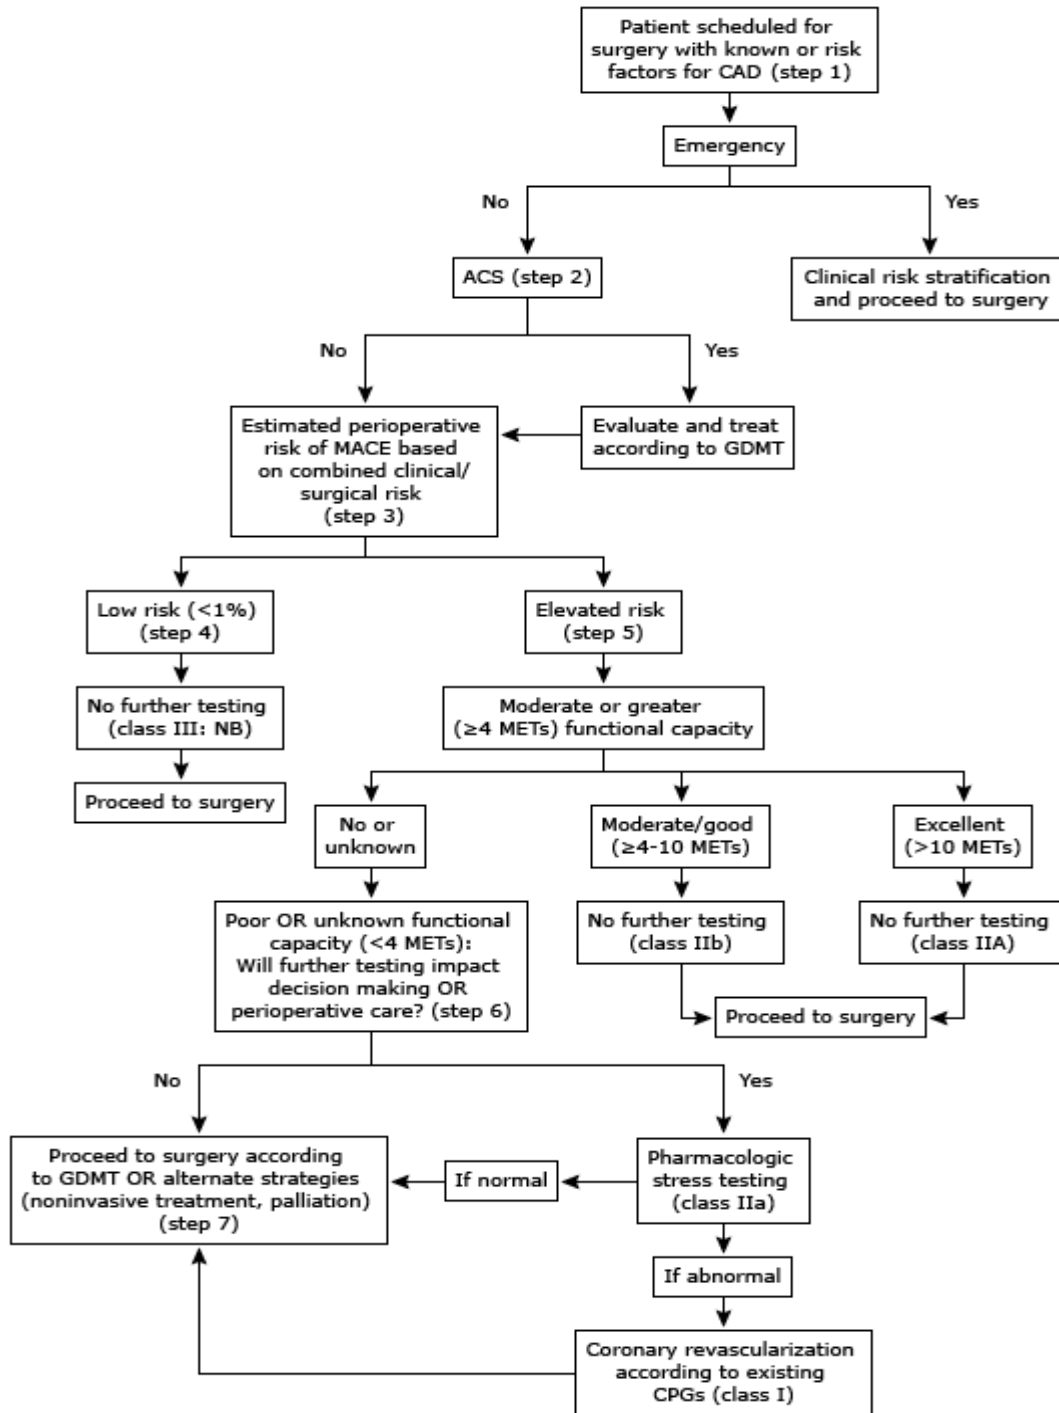 Patient scheduled for
surgery with known or risk
factors for CAD (step 1)
Emergency
No
Yes
ACS (step 2)
Clinical risk stratification
and proceed to surgery
No
Yes
Estimated perioperative
risk of MACE based
on combined clinical/
surgical risk
(step 3)
Evaluate and treat
according to GDMT
Low risk (<1%)
(step 4)
Elevated risk
(step 5)
No further testing
(class III: NB)
Moderate or greater
(≥4 METs) functional capacity
Proceed to surgery
No or
unknown
Moderate/good
(≥4-10 METs)
Excellent
(>10 METs)
Poor OR unknown functional
capacity (<4 METs):
Will further testing impact
decision making OR
perioperative care? (step 6)
No further testing
(class IIb)
No further testing
(class IIA)
Proceed to surgery
No
Yes
Proceed to surgery according
to GDMT OR alternate strategies
(noninvasive treatment, palliation)
(step 7)
If normal
Pharmacologic
stress testing
(class IIa)
If abnormal
Coronary revascularization
according to existing
CPGs (class I)